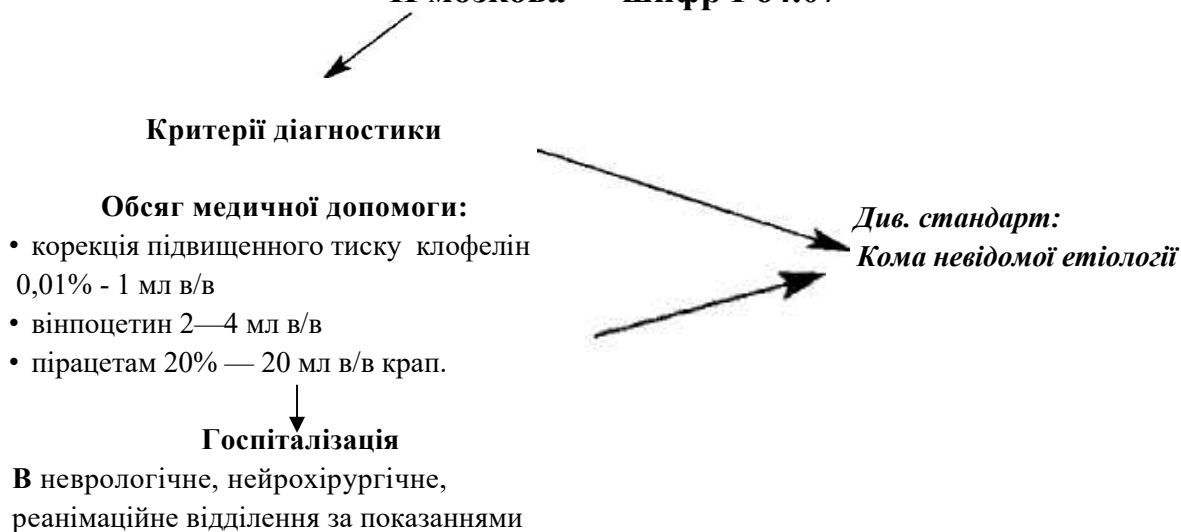 Критерії діагностики
Обсяг медичної допомоги:
• корекція підвищенного тиску клофелін
0,01% - 1 мл в/в
• вінпоцетин 2—4 мл в/в
• пірацетам 20% — 20 мл в/в крап.
Див. стандарт:
Кома невідомої етіології
Госпіталізація
В неврологічне, нейрохірургічне,
реанімаційне відділення за показаннями